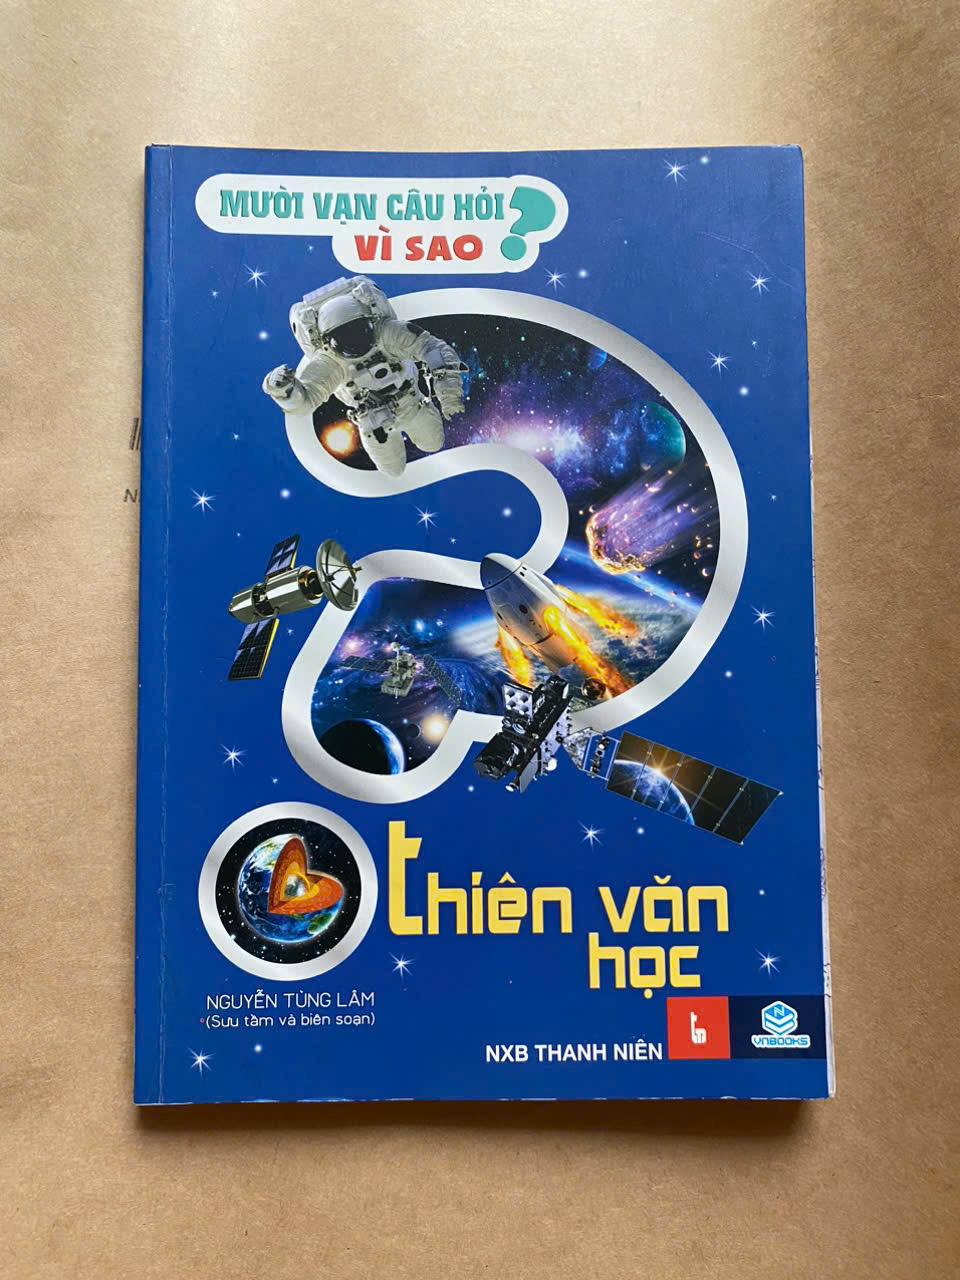 MƯỜI VẠN CÂU HỎI
VÌ SAO ?
thiên văn
học
NGUYỄN TÙNG LÂM
(Sưu tầm và biên soạn)
NXB THANH NIÊN
VNBOOKS